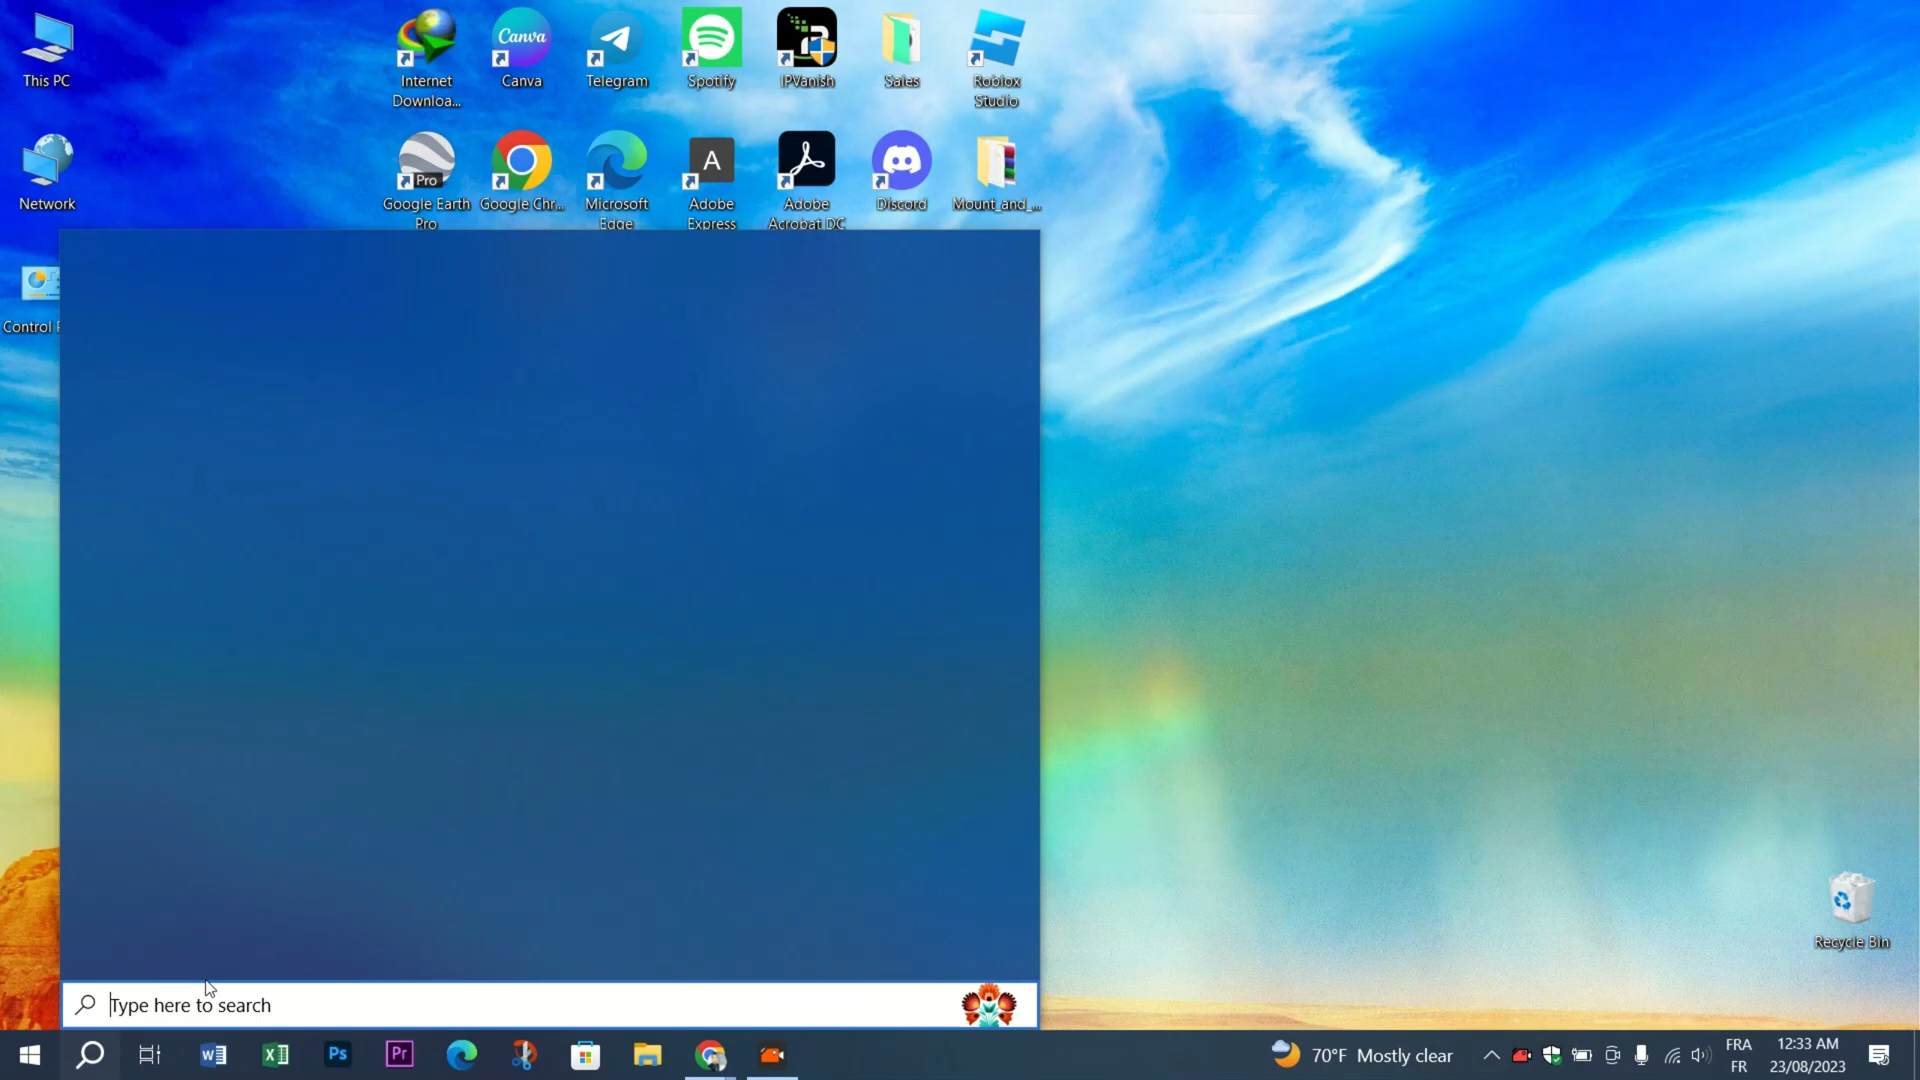 This PC
Internet Downloa...
Canva
Canva
Telegram
Spotify
IPVanish
Sales
Roblox Studio
Network
Pro
Google Earth Pro
Google Chr...
Microsoft Edge
A
Adobe Express
Adobe Acrobat DC
Discord
Mount_and_...
Control
Recycle Bin
Type here to search
Ps
Pr
70°F Mostly clear
FRA
FR
12:33 AM
23/08/2023